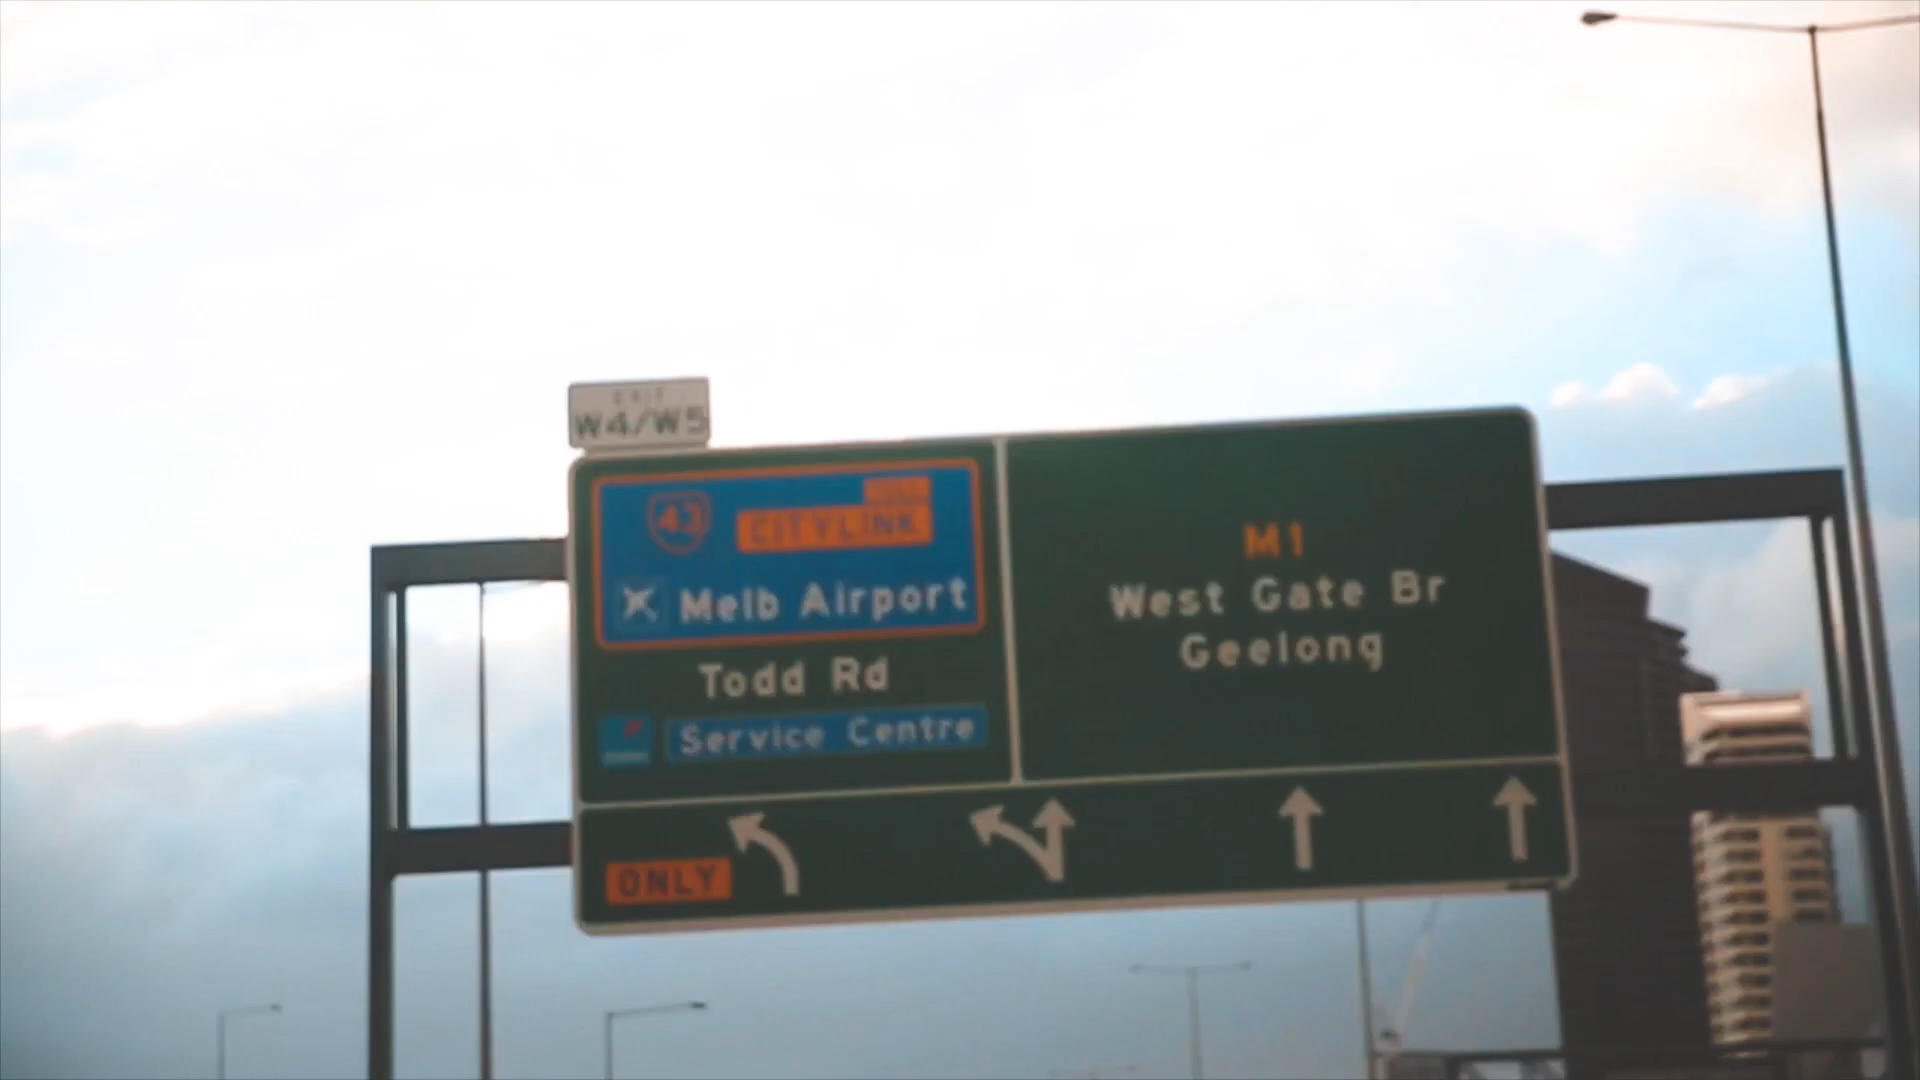 EXIT
W4/W5
43
CITYLINK
Melb Airport
Todd Rd
Service Centre
ONLY
M1
West Gate Br
Geelong